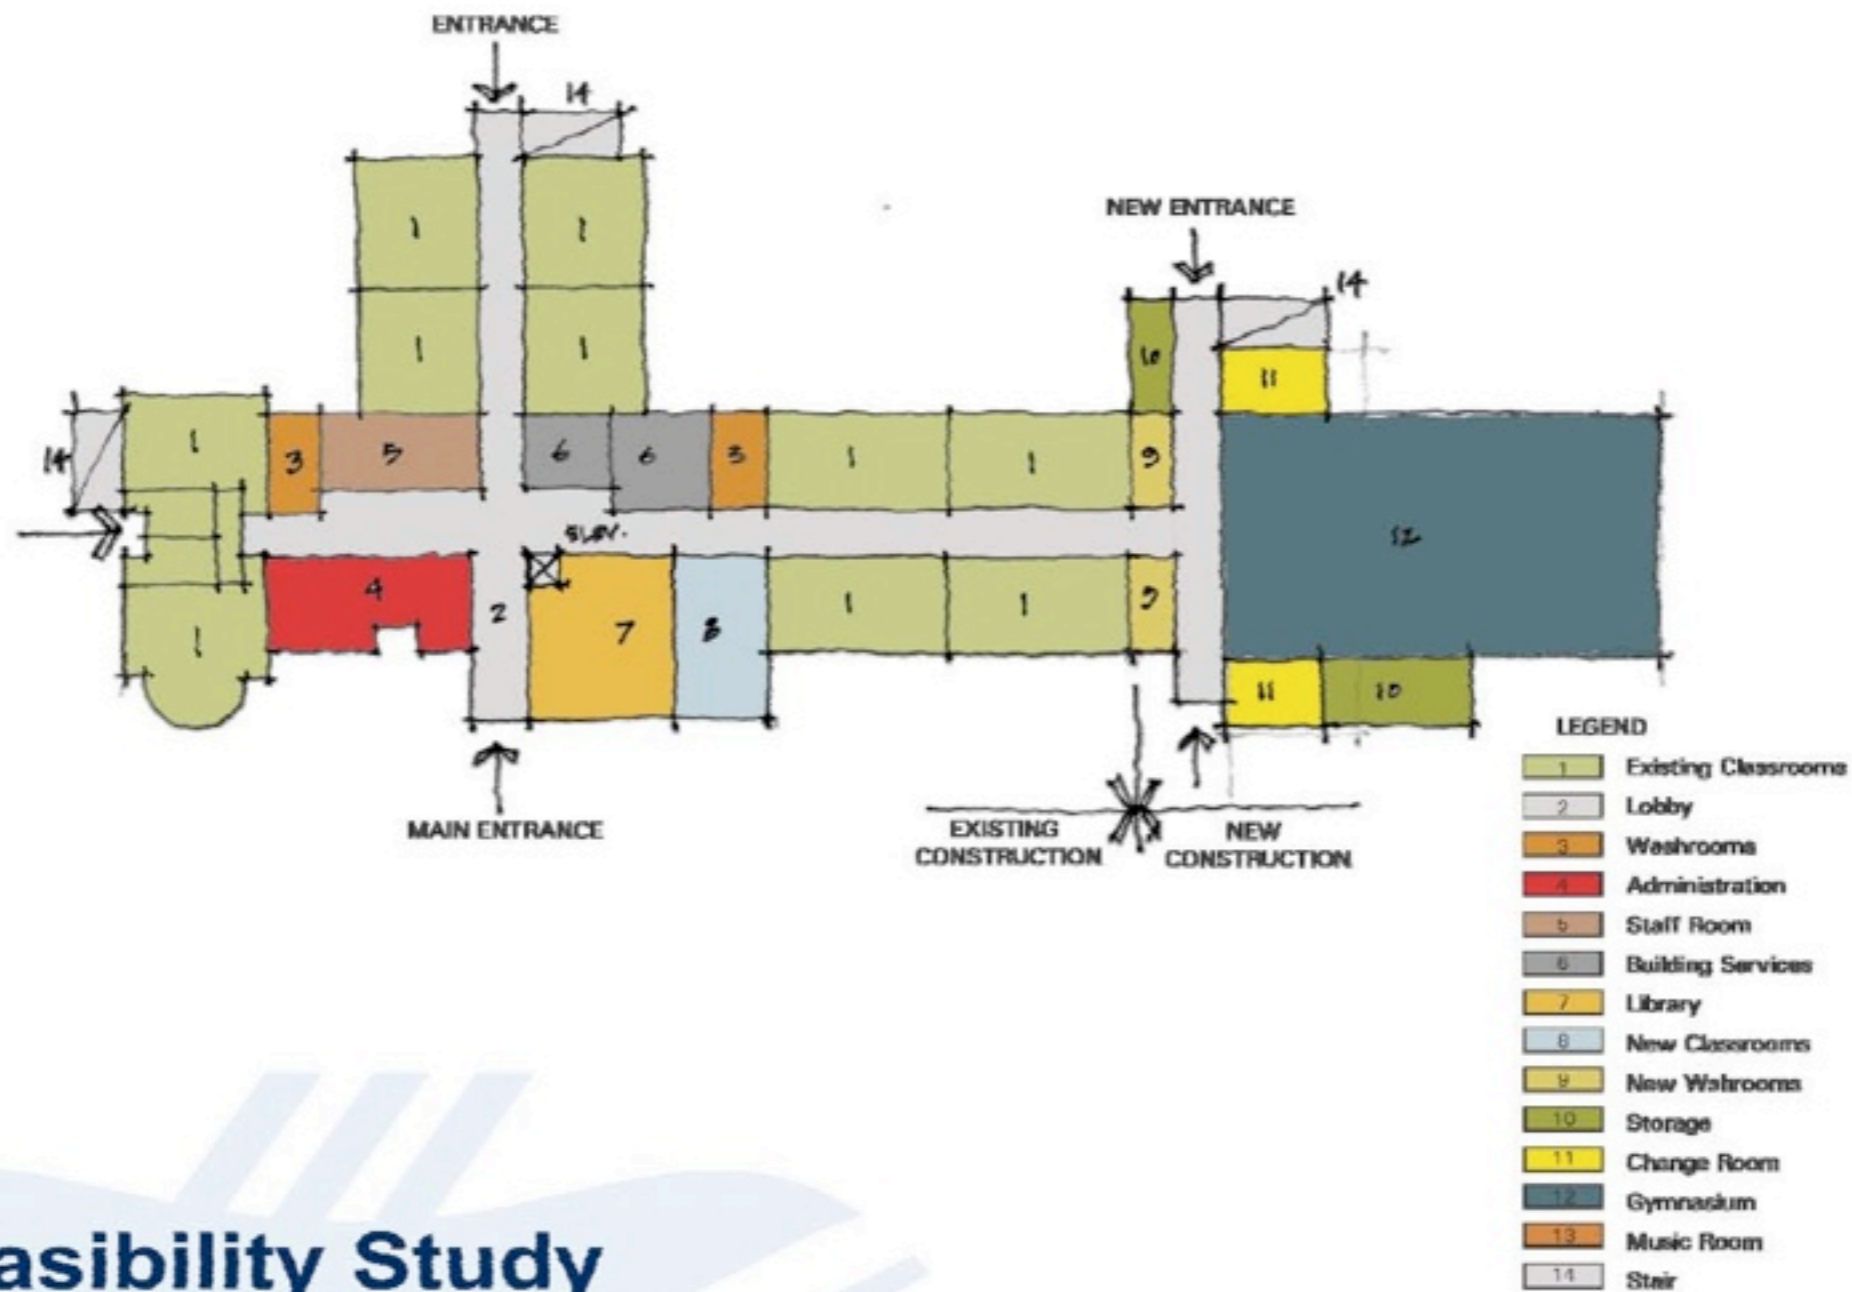 ENTRANCE
14
1
1
NEW ENTRANCE
14
1
1
10
11
14
1
3
5
6
6
3
1
1
9
12
ELEV.
4
2
7
8
1
1
9
1
11
10
MAIN ENTRANCE
EXISTING
CONSTRUCTION
NEW
CONSTRUCTION
LEGEND
1 Existing Classrooms
2 Lobby
3 Washrooms
4 Administration
5 Staff Room
6 Building Services
7 Library
8 New Classrooms
9 New Wahrooms
10 Storage
11 Change Room
12 Gymnasium
13 Music Room
14 Stair
asibility Study